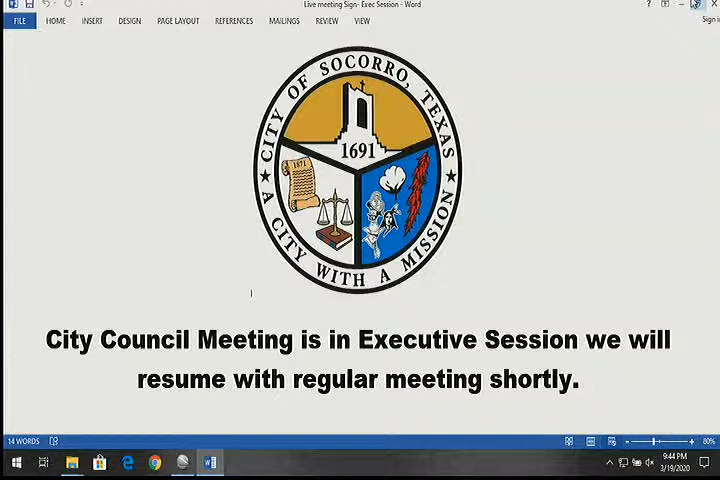 Live meeting Sign- Exec Session - Word
?
FILE HOME INSERT DESIGN PAGE LAYOUT REFERENCES MAILINGS REVIEW VIEW
Sign in
CITY OF SOCORRO, TEXAS
1691
1871
A CITY WITH A MISSION
City Council Meeting is in Executive Session we will
resume with regular meeting shortly.
14 WORDS
80%
9:44 PM
3/19/2020